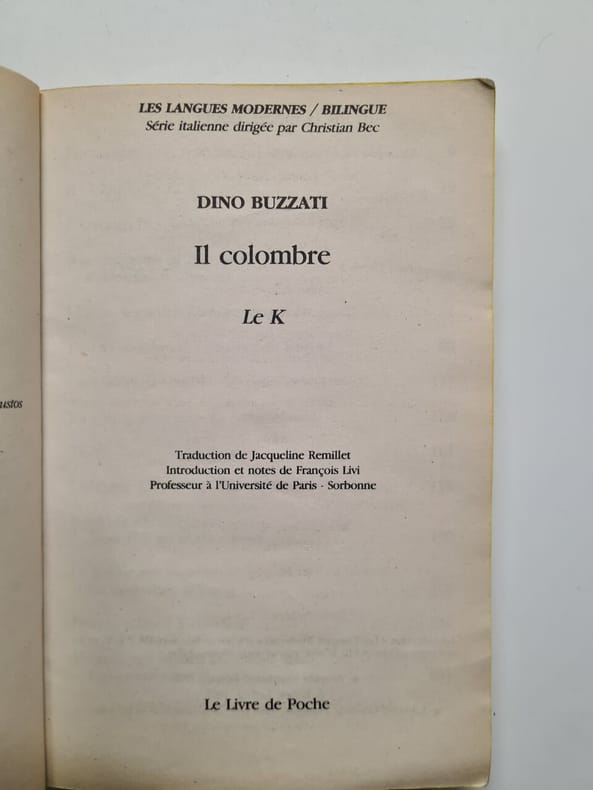 LES LANGUES MODERNES / BILINGUE
Série italienne dirigée par Christian Bec
DINO BUZZATI
Il colombre
Le K
ustos
Traduction de Jacqueline Remillet
Introduction et notes de François Livi
Professeur à l'Université de Paris - Sorbonne
Le Livre de Poche